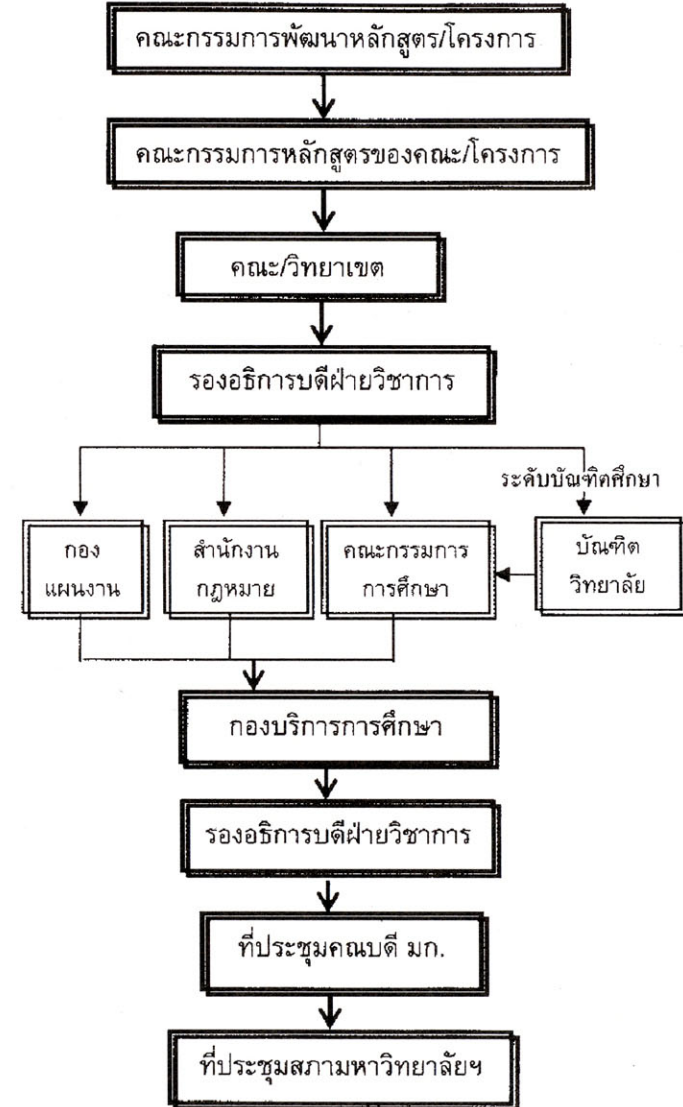 คณะกรรมการพัฒนาหลักสูตร/โครงการ
คณะกรรมการหลักสูตรของคณะ/โครงการ
คณะ/วิทยาเขต
รองอธิการบดีฝ่ายวิชาการ
ระดับบัณฑิตศึกษา
กอง
แผนงาน
สำนักงาน
กฎหมาย
คณะกรรมการ
การศึกษา
บัณฑิต
วิทยาลัย
กองบริการการศึกษา
รองอธิการบดีฝ่ายวิชาการ
ที่ประชุมคณบดี มก.
ที่ประชุมสภามหาวิทยาลัยฯ